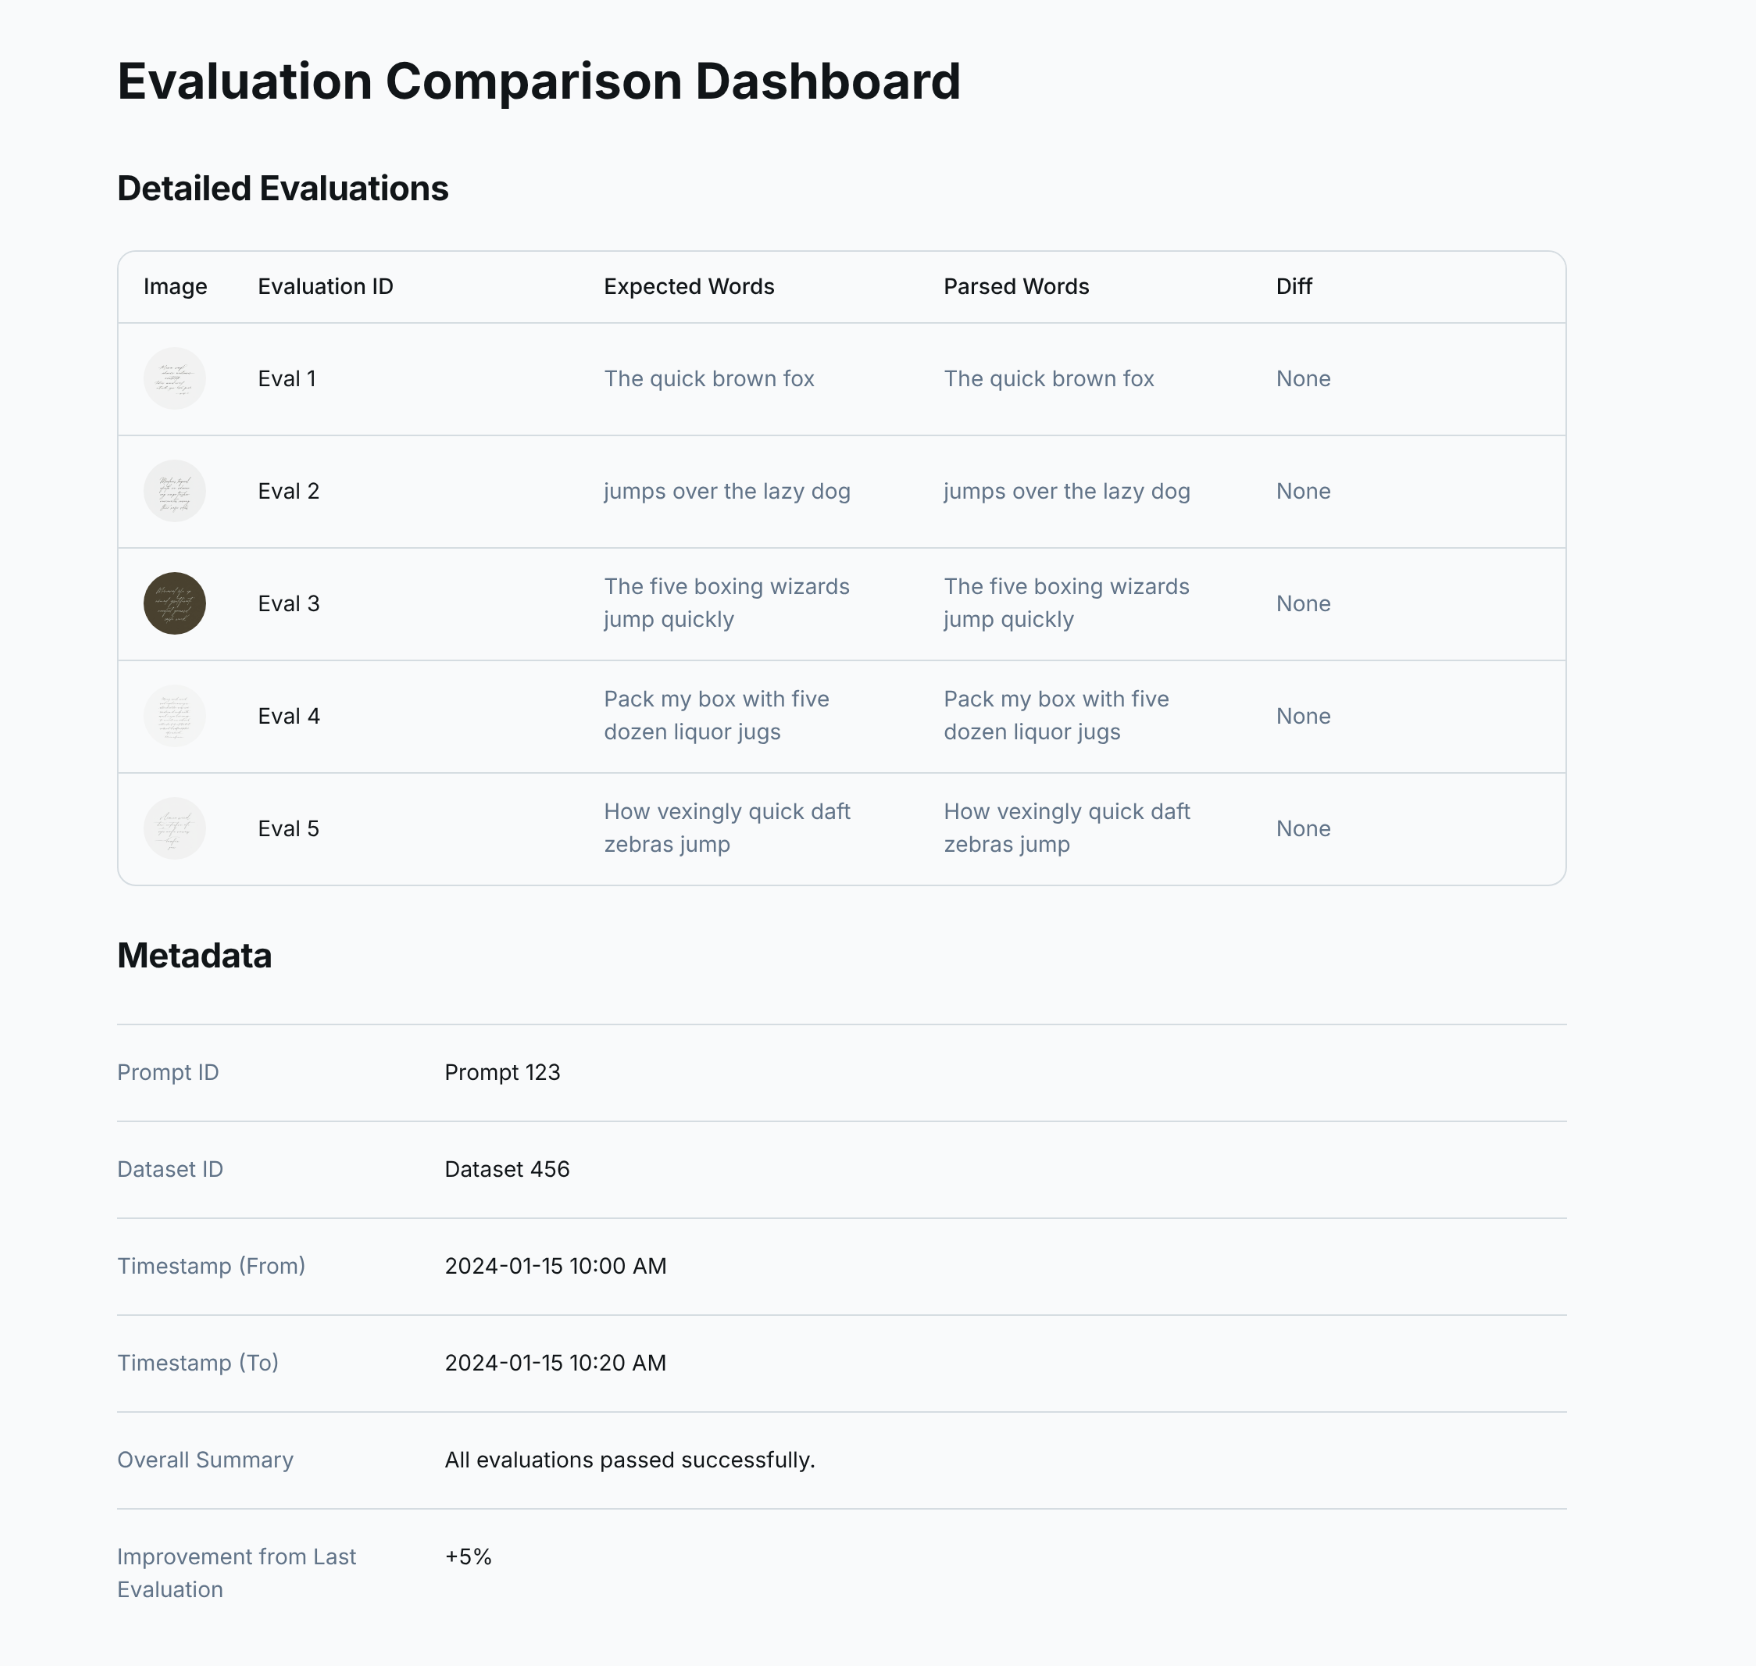 Evaluation Comparison Dashboard
Detailed Evaluations
Image Evaluation ID Expected Words Parsed Words Diff
Eval 1 The quick brown fox The quick brown fox None
Eval 2 jumps over the lazy dog jumps over the lazy dog None
Eval 3 The five boxing wizards jump quickly The five boxing wizards jump quickly None
Eval 4 Pack my box with five dozen liquor jugs Pack my box with five dozen liquor jugs None
Eval 5 How vexingly quick daft zebras jump How vexingly quick daft zebras jump None
Metadata
Prompt ID Prompt 123
Dataset ID Dataset 456
Timestamp (From) 2024-01-15 10:00 AM
Timestamp (To) 2024-01-15 10:20 AM
Overall Summary All evaluations passed successfully.
Improvement from Last Evaluation +5%